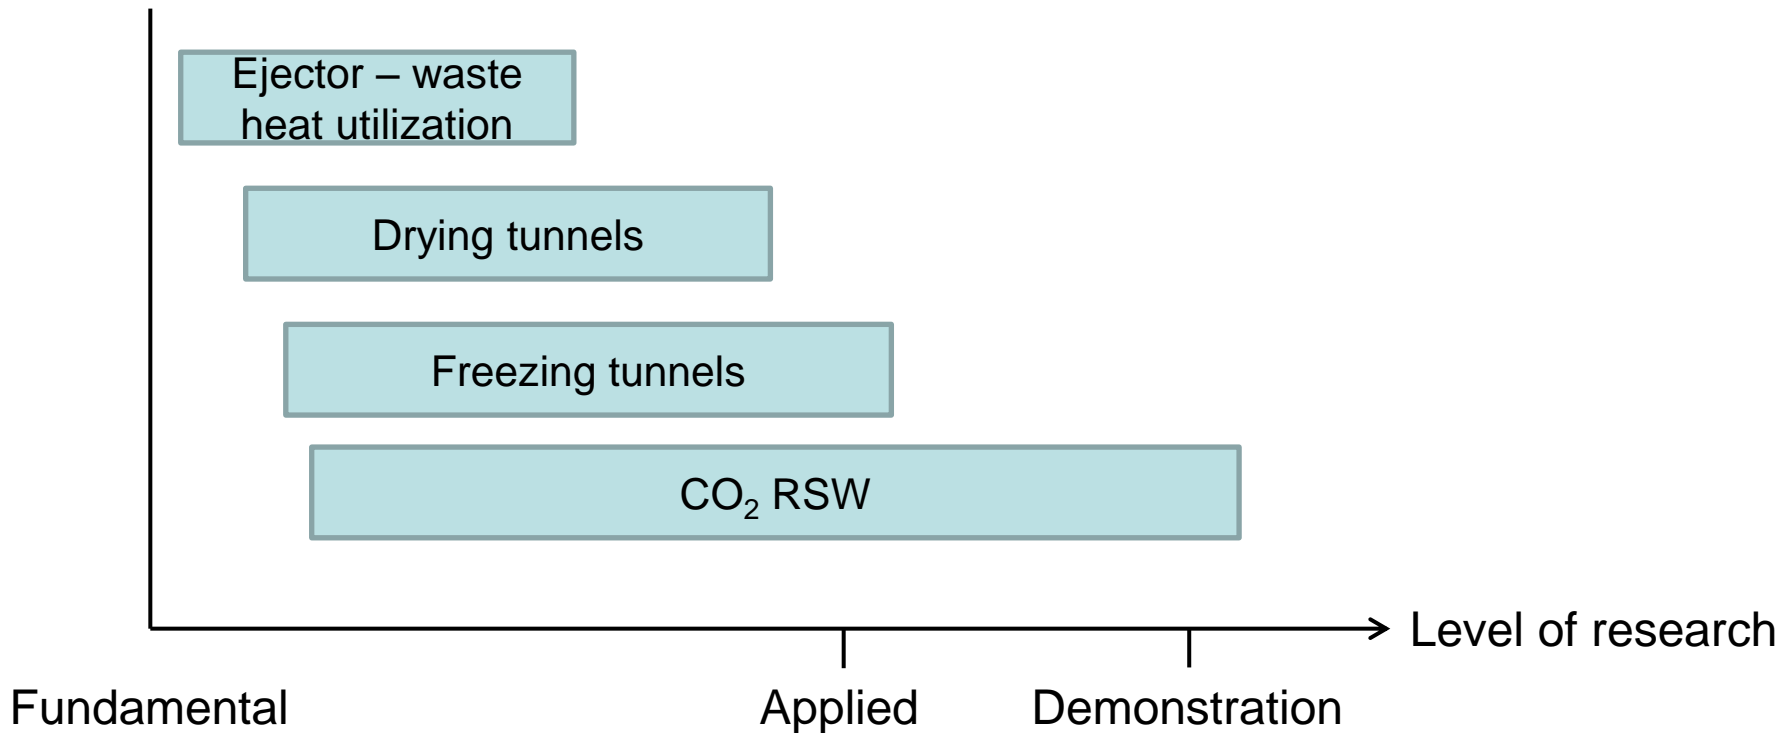 Ejector – waste
heat utilization
Drying tunnels
Freezing tunnels
CO₂ RSW
Level of research
Fundamental
Applied
Demonstration